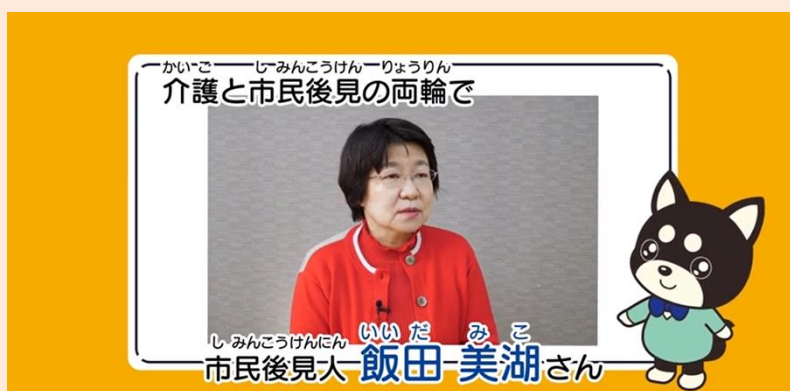 かいご しみんこうけん りょうりん
介護と市民後見の両輪で
しみんこうけんにん いいだ みこ
市民後見人 飯田 美湖さん